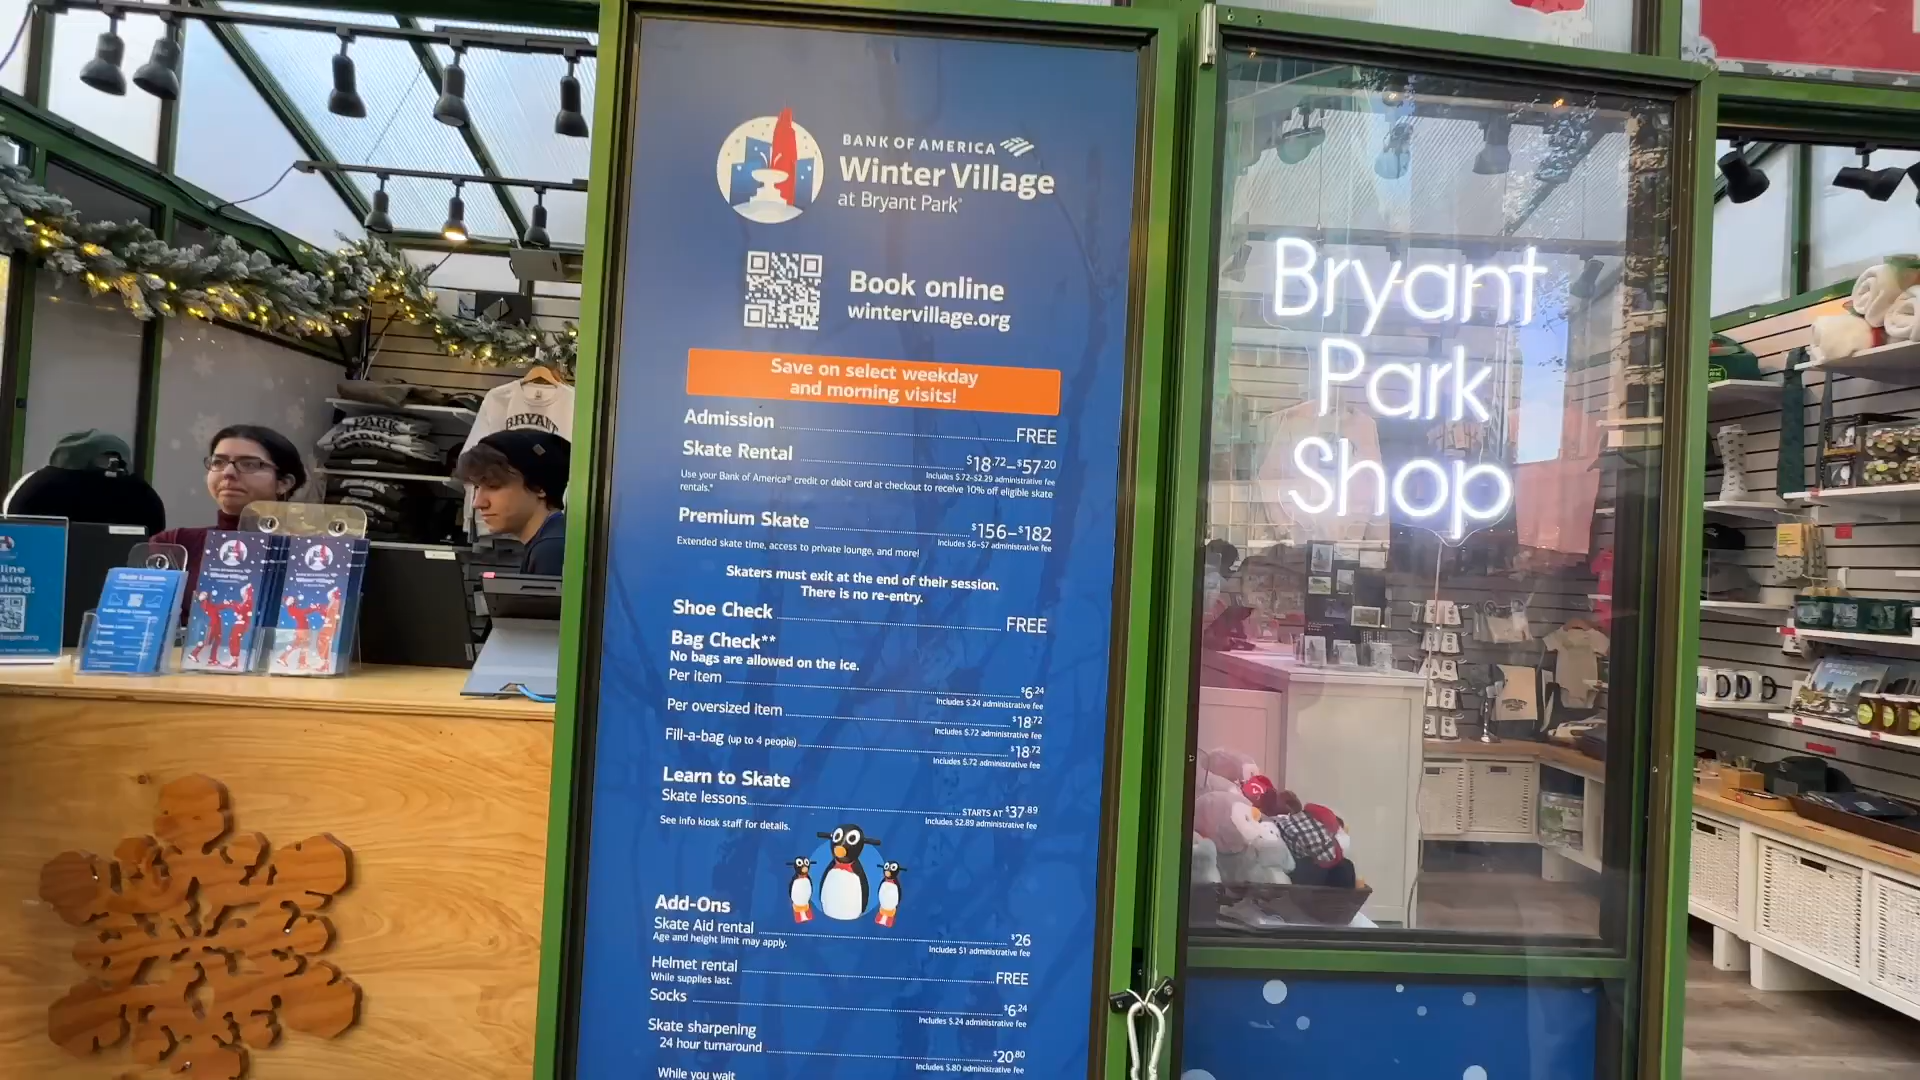 BANK OF AMERICA
Winter Village
at Bryant Park
Book online
wintervillage.org
Save on select weekday
and morning visits!
Admission FREE
Skate Rental $18.72–$57.20
Includes $.72–$2.29 administrative fee
Use your Bank of America® credit or debit card at checkout to receive 10% off eligible skate
rentals.*
Premium Skate $156–$182
Includes $6–$7 administrative fee
Extended skate time, access to private lounge, and more!
Skaters must exit at the end of their session.
There is no re-entry.
Shoe Check FREE
Bag Check**
No bags are allowed on the ice.
Per item $6.24
Includes $.24 administrative fee
Per oversized item $18.72
Includes $.72 administrative fee
Fill-a-bag (up to 4 people) $18.72
Includes $.72 administrative fee
Learn to Skate
Skate lessons STARTS AT $37.89
Includes $2.89 administrative fee
See info kiosk staff for details.
Add-Ons
Skate Aid rental $26
Includes $1 administrative fee
Age and height limit may apply.
Helmet rental FREE
While supplies last.
Socks $6.24
Includes $.24 administrative fee
Skate sharpening
24 hour turnaround $20.80
Includes $.80 administrative fee
While you wait
Bryant
Park
Shop
BRYANT
PARK